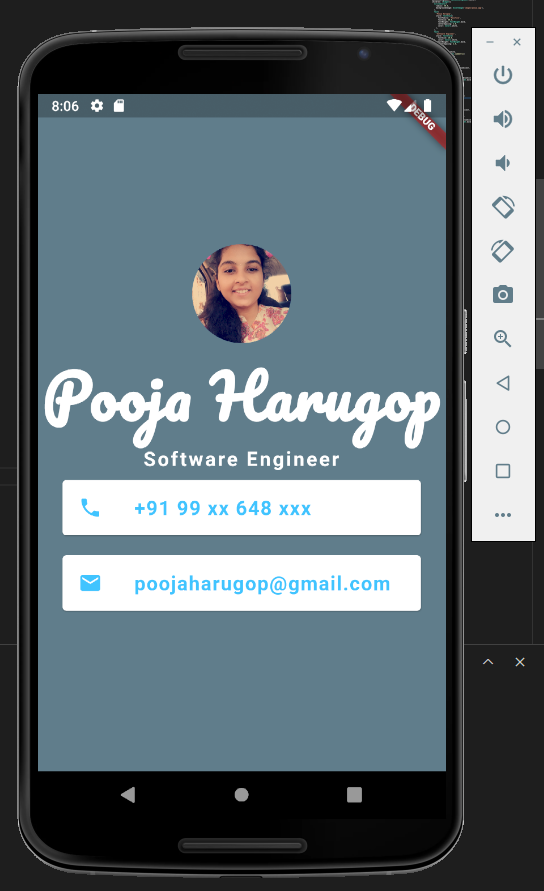 8:06
DEBUG
Pooja Harugop
Software Engineer
+91 99 xx 648 xxx
poojaharugop@gmail.com